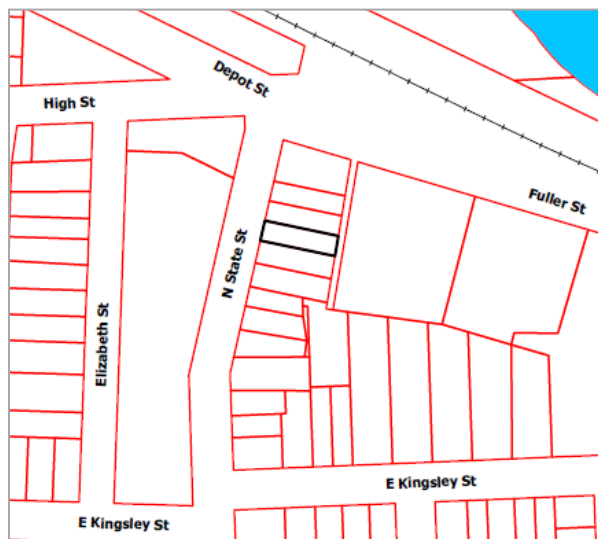 Depot St
High St
Fuller St
N State St
Elizabeth St
E Kingsley St
E Kingsley St